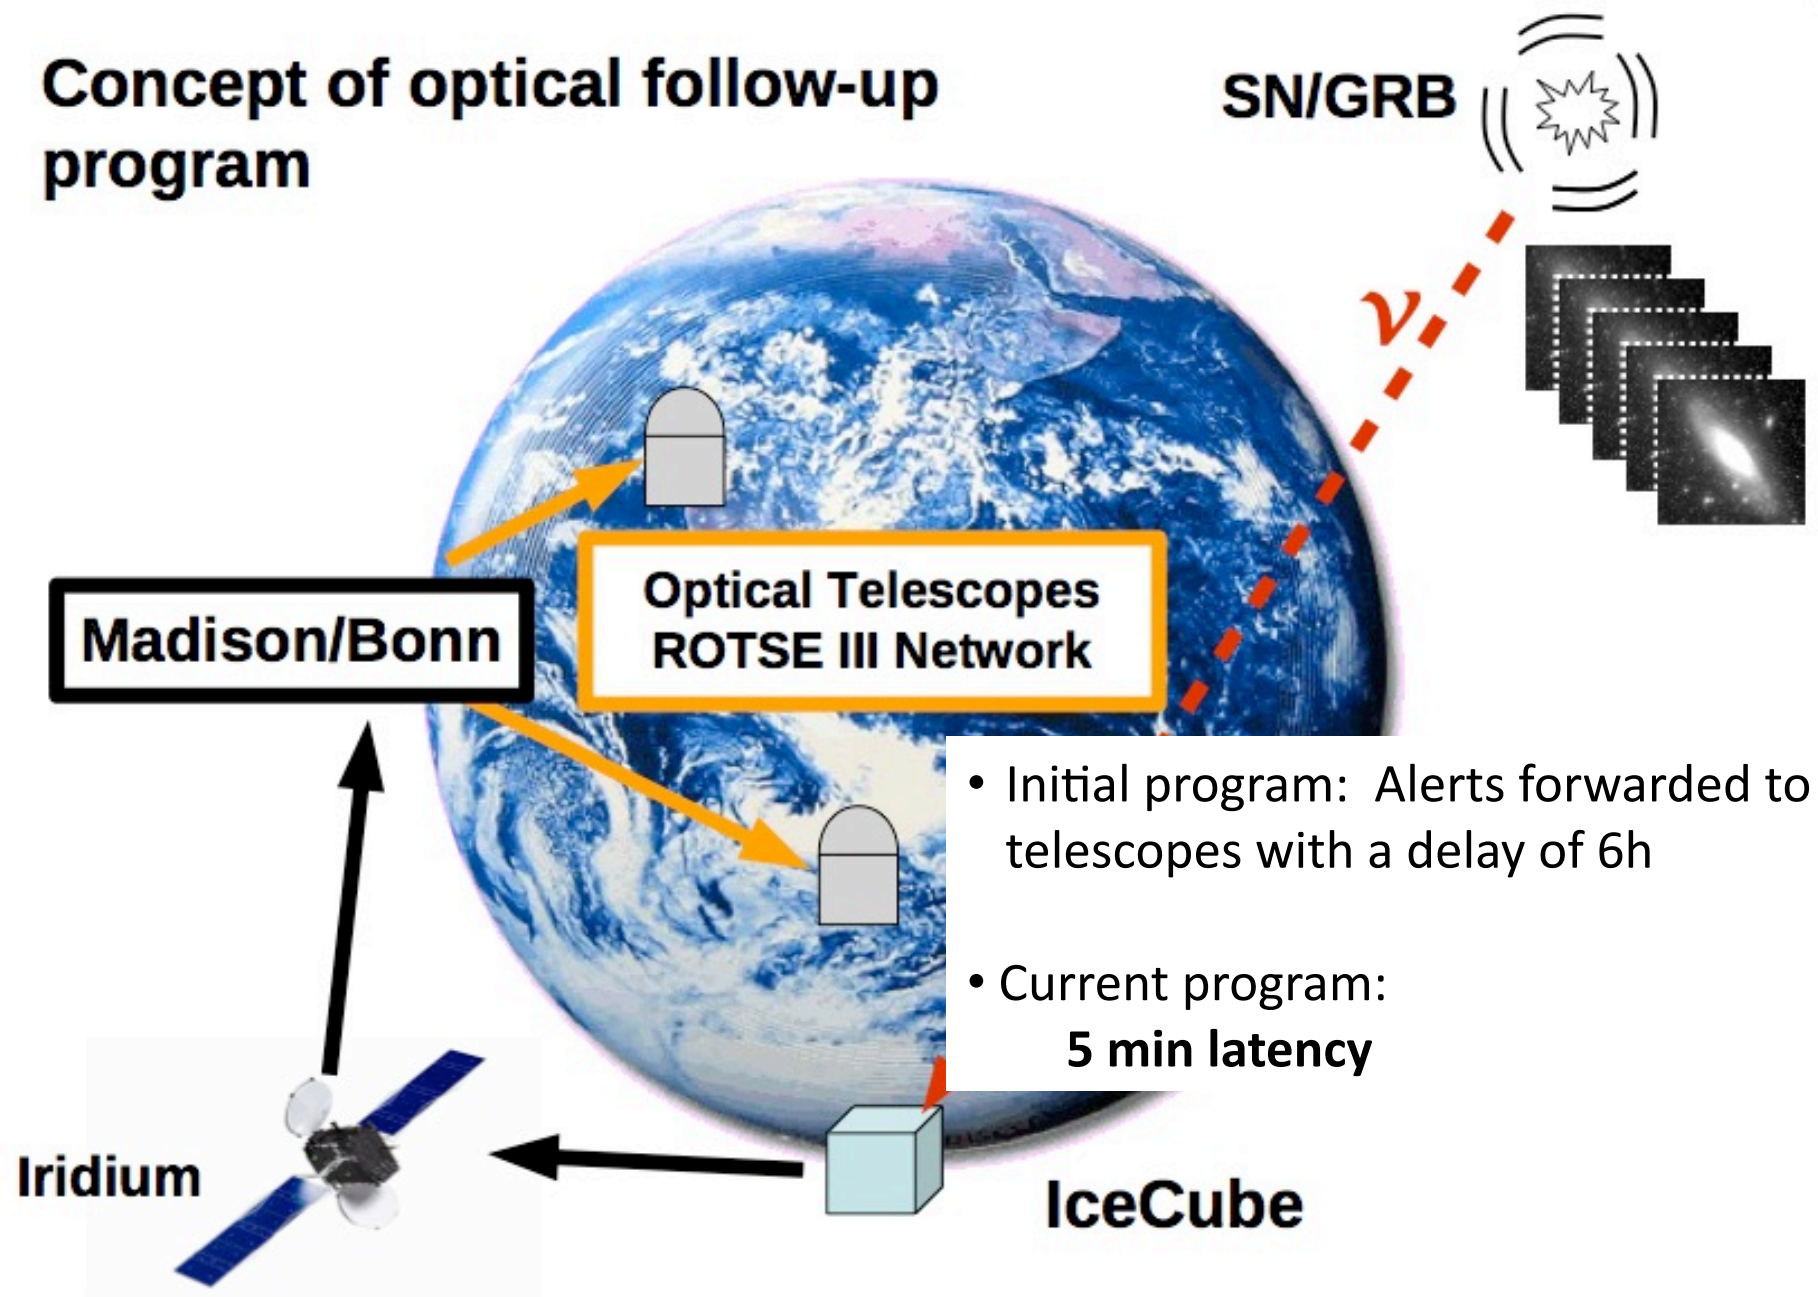 Concept of optical follow-up
program
SN/GRB
ν
Optical Telescopes
ROTSE III Network
Madison/Bonn
• Initial program:  Alerts forwarded to
telescopes with a delay of 6h
• Current program:
5 min latency
Iridium
IceCube